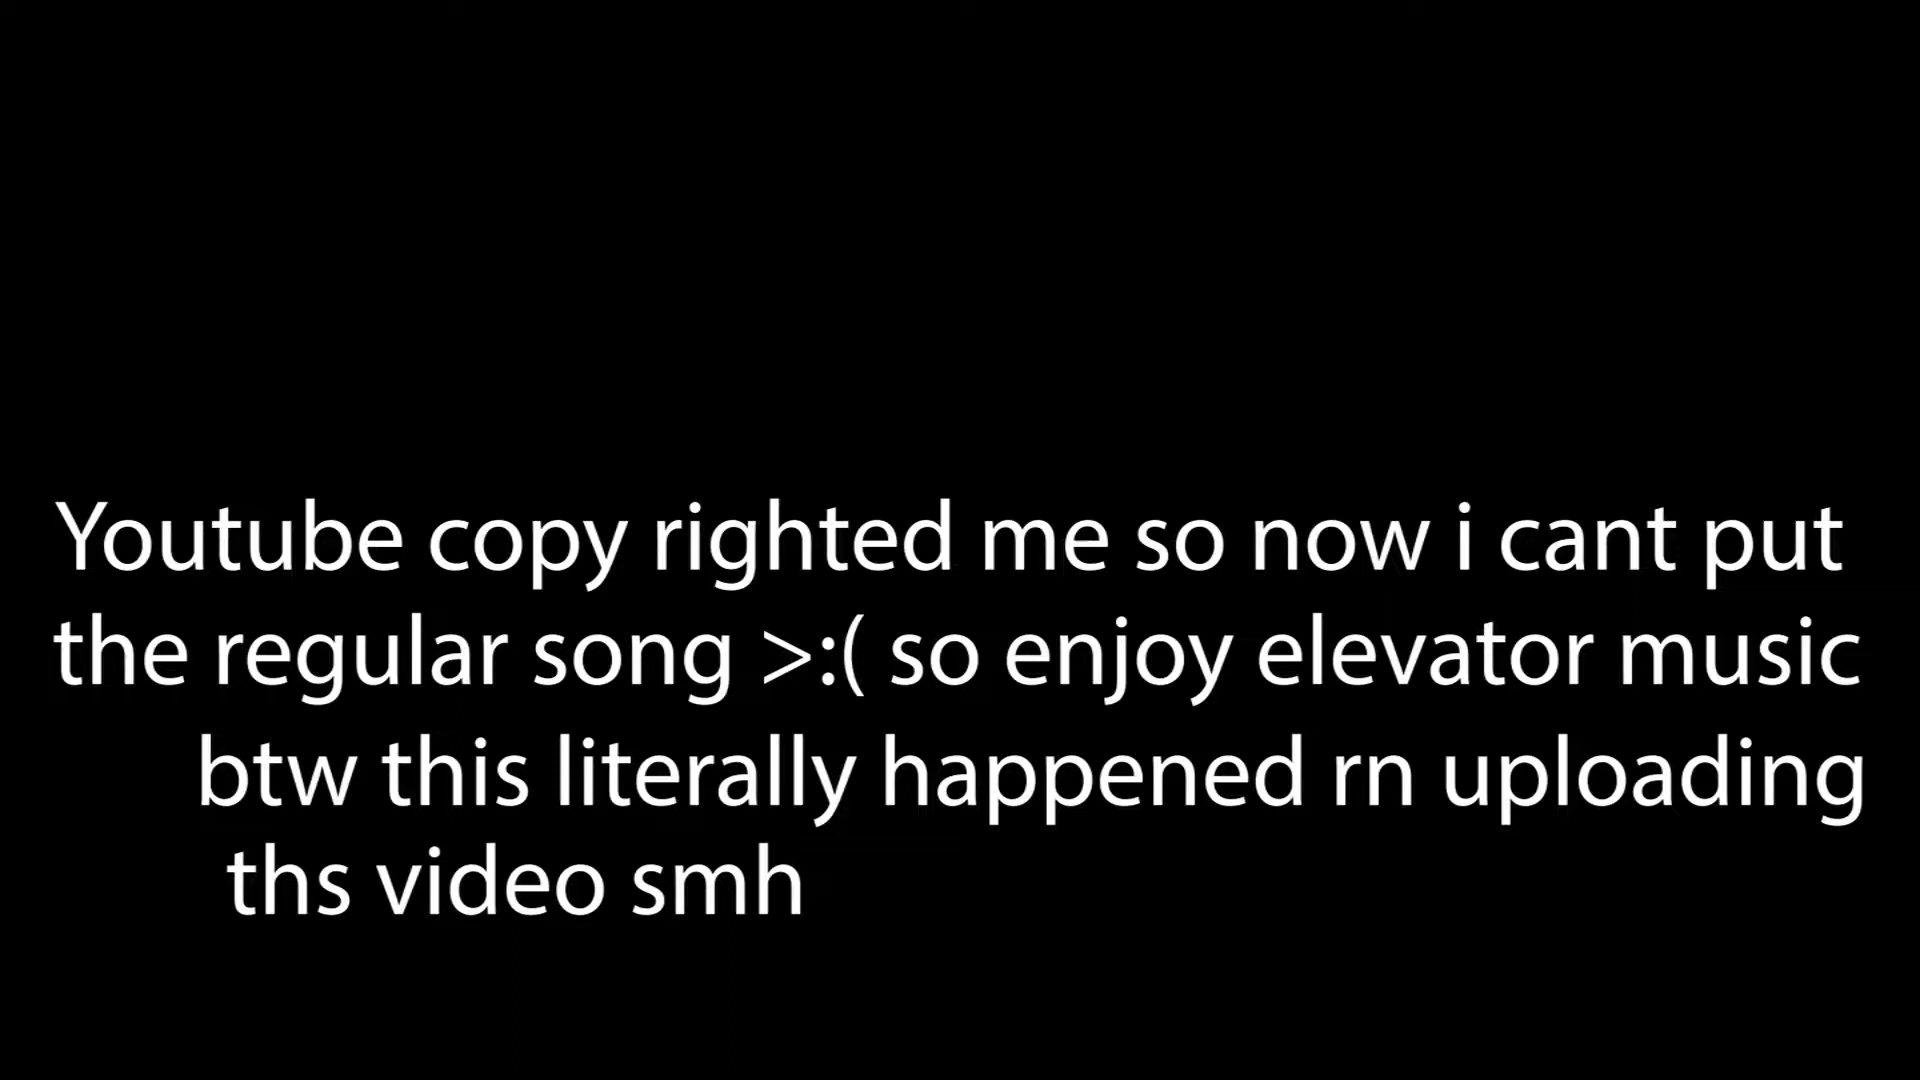 Youtube copy righted me so now i cant put
the regular song >:( so enjoy elevator music
btw this literally happened rn uploading
ths video smh